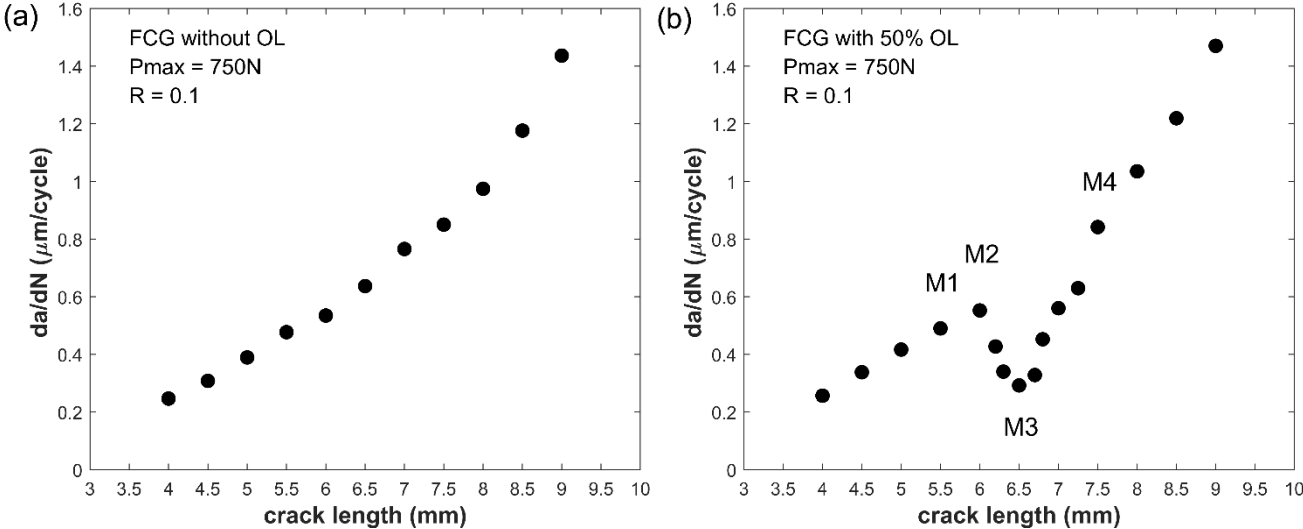 (a)
FCG without OL
Pmax = 750N
R = 0.1
da/dN (μm/cycle)
1.6
1.4
1.2
1
0.8
0.6
0.4
0.2
0
3 3.5 4 4.5 5 5.5 6 6.5 7 7.5 8 8.5 9 9.5 10
crack length (mm)
(b)
FCG with 50% OL
Pmax = 750N
R = 0.1
M4
M2
M1
M3
da/dN (μm/cycle)
1.6
1.4
1.2
1
0.8
0.6
0.4
0.2
0
3 3.5 4 4.5 5 5.5 6 6.5 7 7.5 8 8.5 9 9.5 10
crack length (mm)